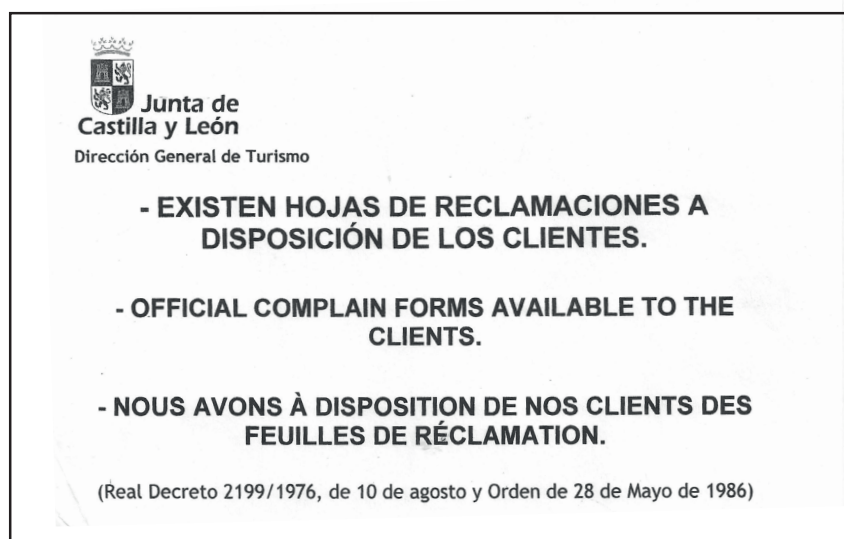 Junta de
Castilla y León
Dirección General de Turismo
- EXISTEN HOJAS DE RECLAMACIONES A
DISPOSICIÓN DE LOS CLIENTES.
- OFFICIAL COMPLAIN FORMS AVAILABLE TO THE
CLIENTS.
- NOUS AVONS À DISPOSITION DE NOS CLIENTS DES
FEUILLES DE RÉCLAMATION.
(Real Decreto 2199/1976, de 10 de agosto y Orden de 28 de Mayo de 1986)